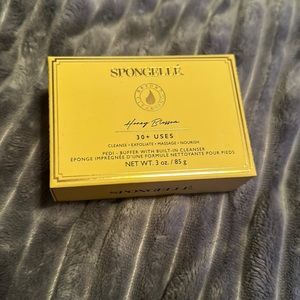 SPONGELLÉ
Honey Blossom
30+ USES
CLEANSE • EXFOLIATE • MASSAGE • NOURISH
PEDI - BUFFER WITH BUILT-IN CLEANSER
ÉPONGE IMPRÉGNÉE D'UNE FORMULE NETTOYANTE POUR PIEDS
NET WT. 3 oz. / 85 g
SPONGELLÉ